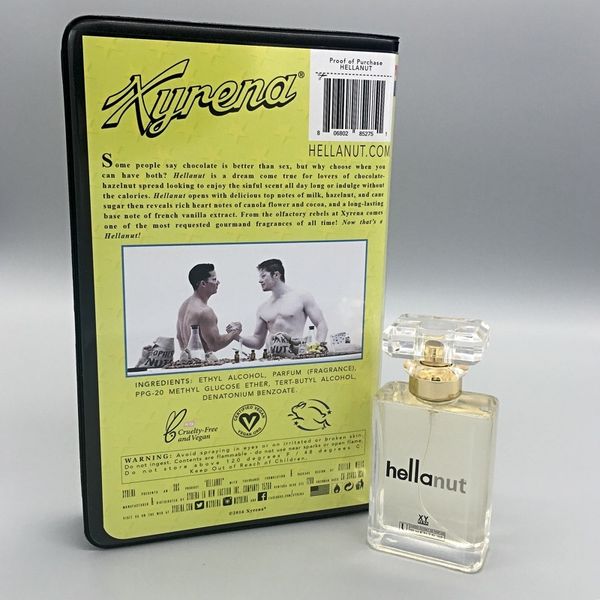 Proof of Purchase
HELLANUT
Xyrena®
8 06802 85275 1
HELLANUT.COM
Some people say chocolate is better than sex, but why choose when you
can have both? Hellanut is a dream come true for lovers of chocolate-
hazelnut spread looking to enjoy the sinful scent all day long or indulge without
the calories. Hellanut opens with delicious top notes of milk, hazelnut, and cane
sugar then reveals rich heart notes of canola flower and cocoa, and a long-lasting
base note of french vanilla extract. From the olfactory rebels at Xyrena comes
one of the most requested gourmand fragrances of all time! Now that's a
Hellanut!
NUTS
INGREDIENTS: ETHYL ALCOHOL, PARFUM (FRAGRANCE),
PPG-20 METHYL GLUCOSE ETHER, TERT-BUTYL ALCOHOL,
DENATONIUM BENZOATE.
Cruelty-Free
and Vegan
CERTIFIED VEGAN
VEGAN.ORG
WARNING: Avoid spraying in eyes or on irritated or broken skin.
Do not ingest. Contents are flammable - do not use near sparks or open flame.
Do not store above 120 degrees F / 48 degrees C
Keep Out of Reach of Children.
©2016 Xyrena®
hellanut
XY